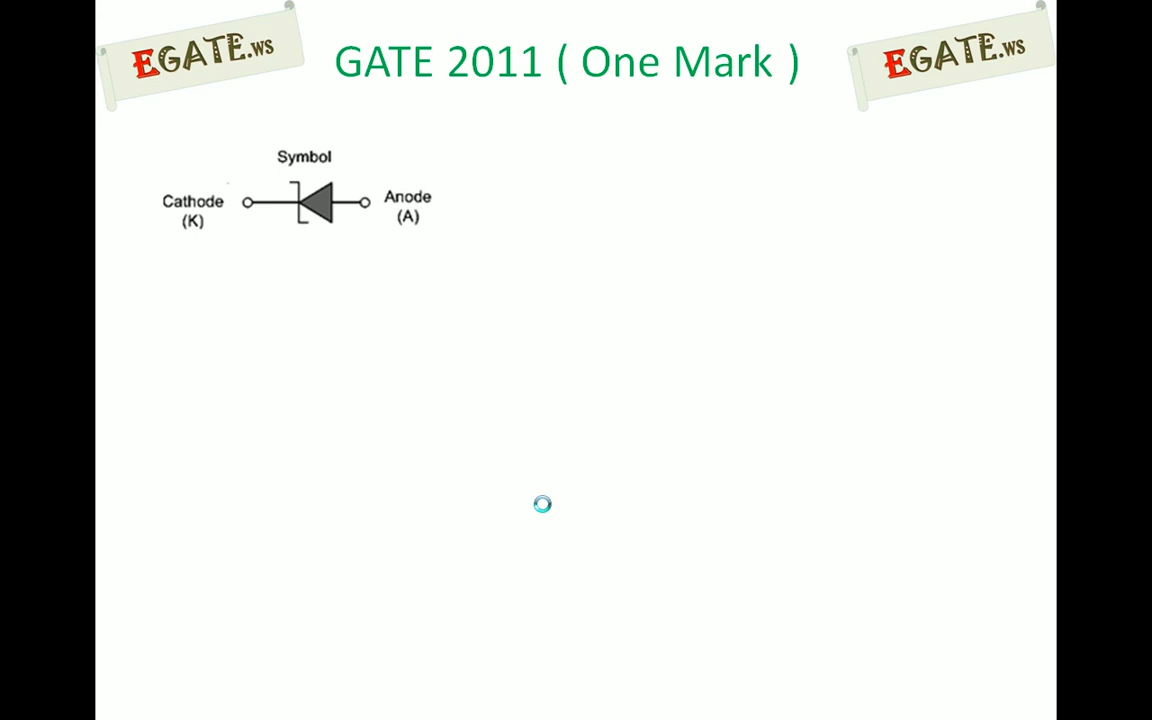 EGATE.ws
GATE 2011 ( One Mark )
EGATE.ws
Symbol
Cathode
(K)
Anode
(A)